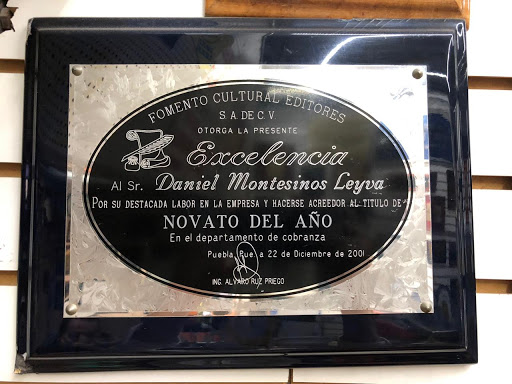 FOMENTO CULTURAL EDITORES
S.A DE C.V
OTORGA LA PRESENTE
Excelencia
Al Sr. Daniel Montesinos Leyva
POR SU DESTACADA LABOR EN LA EMPRESA Y HACERSE ACREEDOR AL TITULO DE
NOVATO DEL AÑO
En el departamento de cobranza
Puebla, Pue. a 22 de Diciembre de 2001
ING. ALVARO RUZ PRIEGO